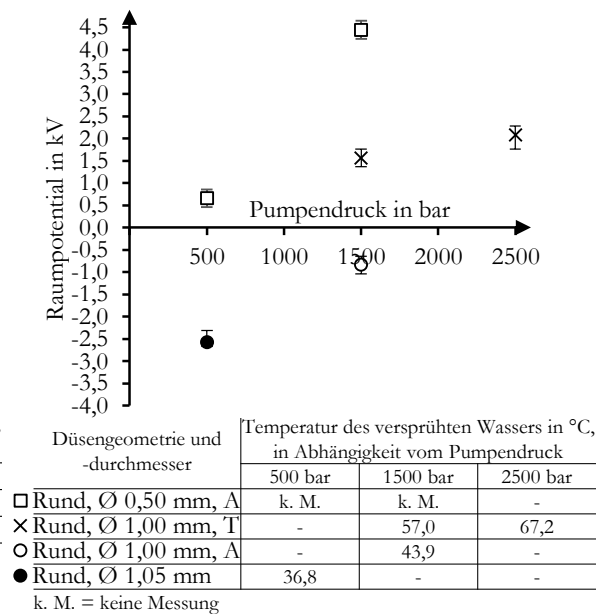 4,5
4,0
3,5
3,0
2,5
2,0
1,5
1,0
0,5
0,0
-0,5
-1,0
-1,5
-2,0
-2,5
-3,0
-3,5
-4,0
Raumpotential in kV
Pumpendruck in bar
500 1000 1500 2000 2500
Düsengeometrie und -durchmesser
Temperatur des versprühten Wassers in °C, in Abhängigkeit vom Pumpendruck
500 bar 1500 bar 2500 bar
Rund, Ø 0,50 mm, A k. M. k. M. -
Rund, Ø 1,00 mm, T - 57,0 67,2
Rund, Ø 1,00 mm, A - 43,9 -
Rund, Ø 1,05 mm 36,8 - -
k. M. = keine Messung